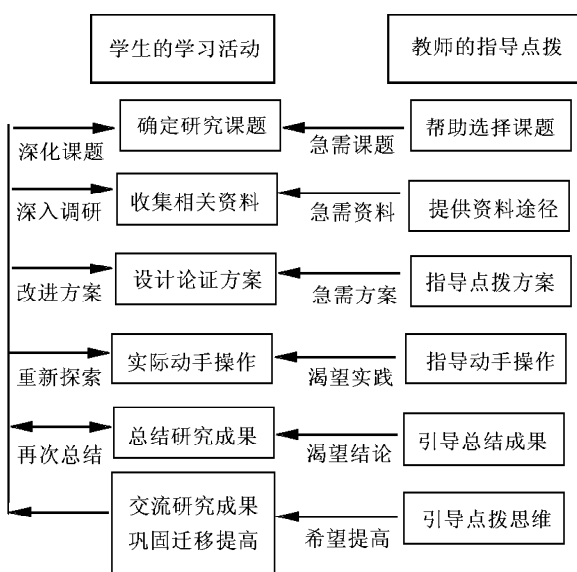 学生的学习活动
教师的指导点拨
确定研究课题
帮助选择课题
深化课题
急需课题
收集相关资料
提供资料途径
深入调研
急需资料
设计论证方案
指导点拨方案
改进方案
急需方案
实际动手操作
指导动手操作
重新探索
渴望实践
总结研究成果
引导总结成果
再次总结
渴望结论
交流研究成果
巩固迁移提高
引导点拨思维
希望提高